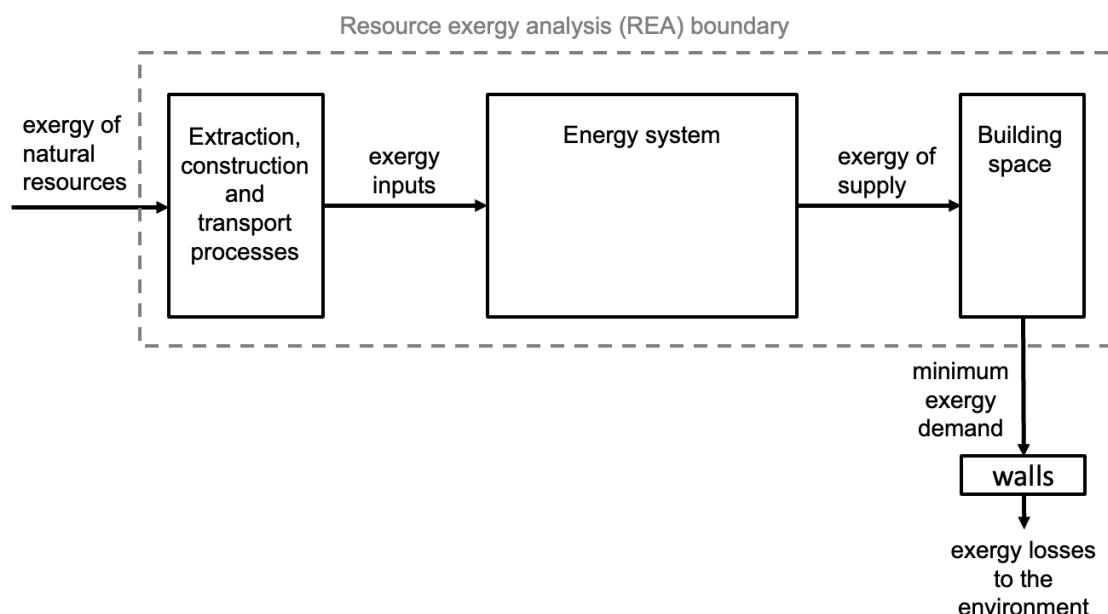 Resource exergy analysis (REA) boundary
exergy of
natural
resources
Extraction,
construction
and
transport
processes
exergy
inputs
Energy system
exergy of
supply
Building
space
minimum
exergy
demand
walls
exergy losses
to the
environment